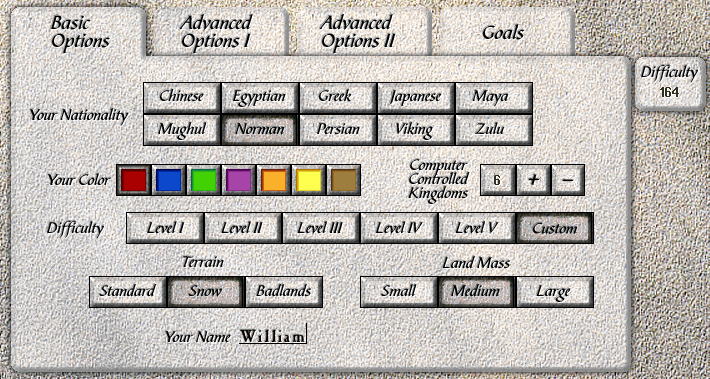 Basic Options
Advanced Options I
Advanced Options II
Goals
Difficulty
164
Your Nationality
Chinese Egyptian Greek Japanese Maya
Mughul Norman Persian Viking Zulu
Your Color
Computer Controlled Kingdoms
6 + −
Difficulty Level I Level II Level III Level IV Level V Custom
Terrain Land Mass
Standard Snow Badlands Small Medium Large
Your Name William